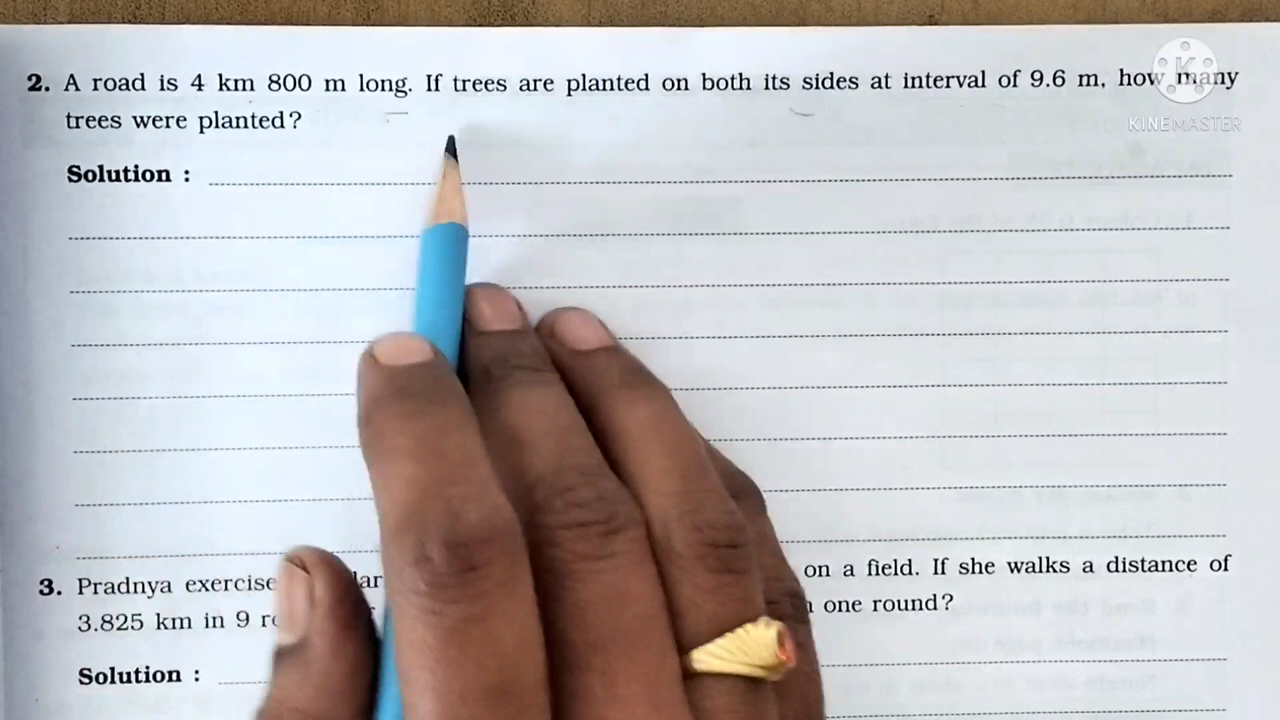 2. A road is 4 km 800 m long. If trees are planted on both its sides at interval of 9.6 m, how many
trees were planted?
KINEMASTER
Solution :
3. Pradnya exercise on a field. If she walks a distance of
3.825 km in 9 one round?
Solution :